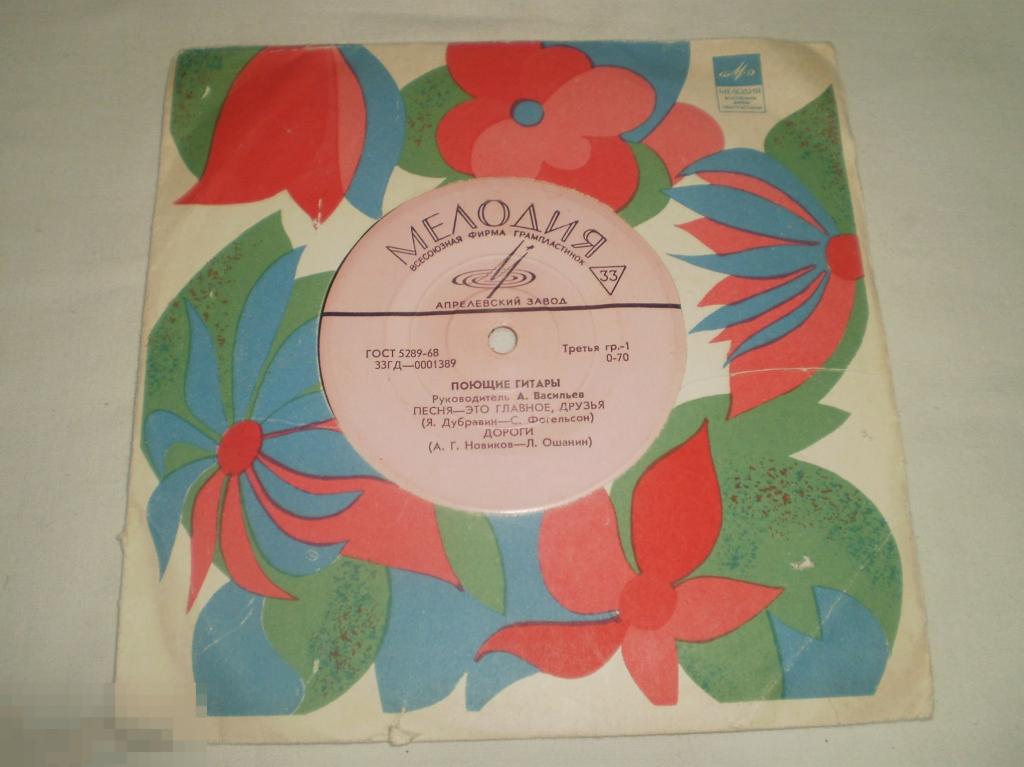 МЕЛОДИЯ
МЕЛОДИЯ
ВСЕСОЮЗНАЯ ФИРМА ГРАМПЛАСТИНОК
33
АПРЕЛЕВСКИЙ ЗАВОД
ГОСТ 5289-68
Третья гр.-1
33ГД—0001389
0-70
ПОЮЩИЕ ГИТАРЫ
Руководитель А. Васильев
ПЕСНЯ—ЭТО ГЛАВНОЕ, ДРУЗЬЯ
(Я. Дубравин—С. Фогельсон)
ДОРОГИ
(А. Г. Новиков—Л. Ошанин)